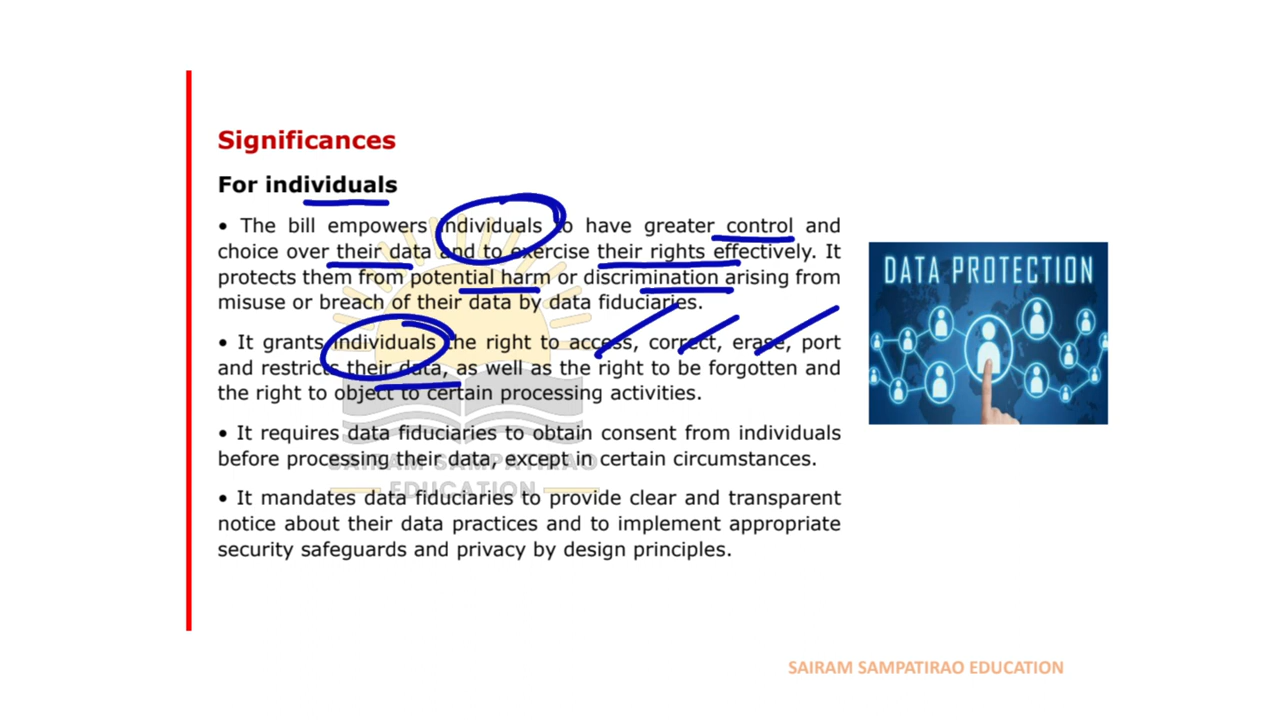 Significances
For individuals
• The bill empowers individuals to have greater control and
choice over their data and to exercise their rights effectively. It
protects them from potential harm or discrimination arising from
misuse or breach of their data by data fiduciaries.
• It grants individuals the right to access, correct, erase, port
and restricts their data, as well as the right to be forgotten and
the right to object to certain processing activities.
• It requires data fiduciaries to obtain consent from individuals
before processing their data, except in certain circumstances.
• It mandates data fiduciaries to provide clear and transparent
notice about their data practices and to implement appropriate
security safeguards and privacy by design principles.
DATA PROTECTION
SAIRAM SAMPATIRAO
EDUCATION
SAIRAM SAMPATIRAO EDUCATION